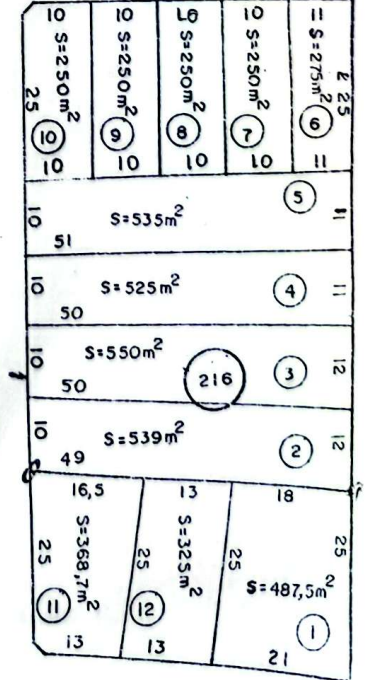 10 10 10 10 11
S=250m² S=250m² S=250m² S=250m² S=275m²
25 25
10 9 8 7 6
10 10 10 10 11
5
10 S=535m² 11
51
10 S=525m² 4 11
50
10 S=550m² 216 3 12
50
10 S=539m² 2 12
49
16,5 13 18
25 S=368,7m² 25 S=325m² 25 S=487,5m² 25
11 12 1
13 13 21